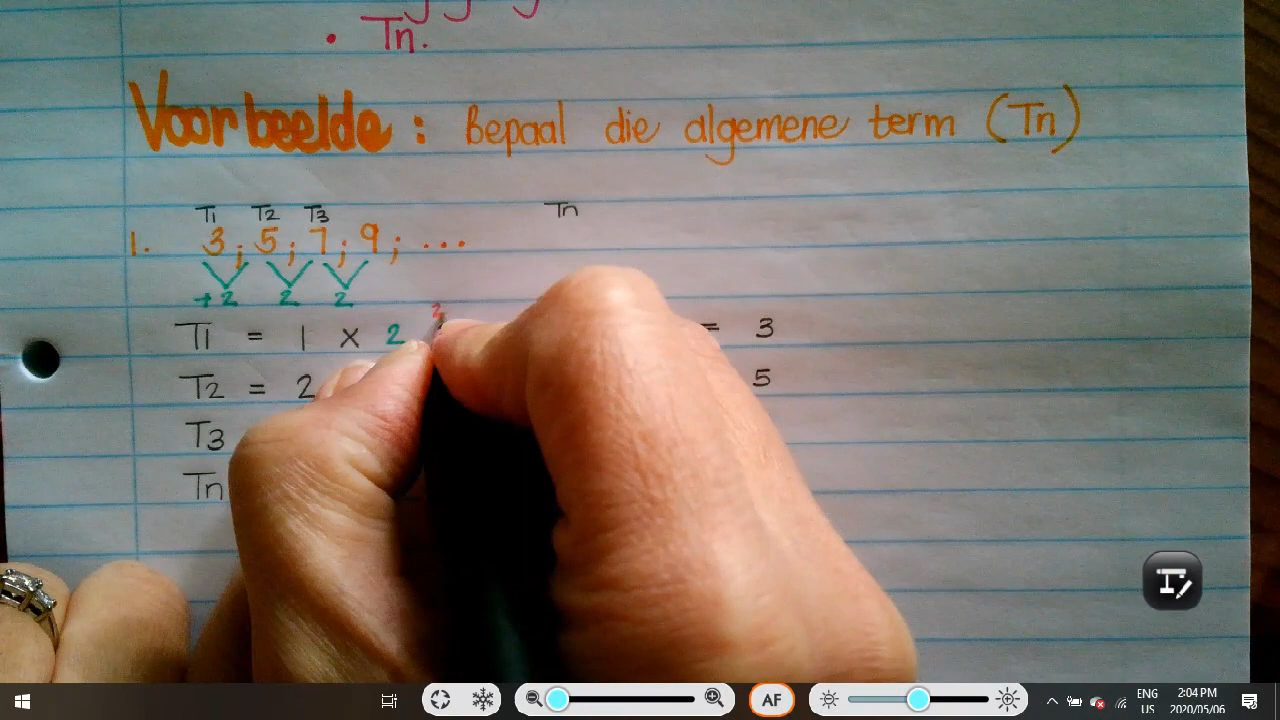 • Tn.
Voorbeelde : Bepaal die algemene term (Tn)
T1 T2 T3 Tn
1. 3 ; 5 ; 7 ; 9 ; ...
+2 2 2
T1 = 1 x 2 = 3
T2 = 2 5
T3
Tn
AF
ENG
US
2:04 PM
2020/05/06